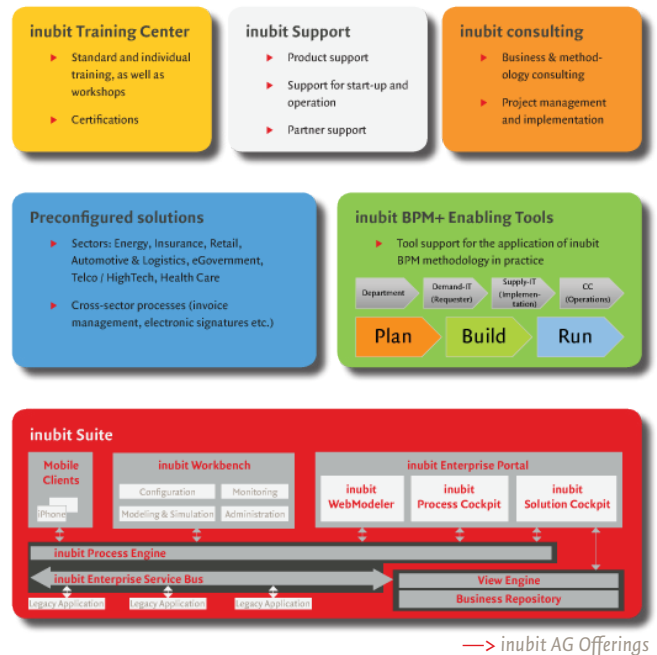 inubit Training Center
Standard and individual
training, as well as
workshops
Certifications
inubit Support
Product support
Support for start-up and
operation
Partner support
inubit consulting
Business & method-
ology consulting
Project management
and implementation
Preconfigured solutions
Sectors: Energy, Insurance, Retail,
Automotive & Logistics, eGovernment,
Telco / HighTech, Health Care
Cross-sector processes (invoice
management, electronic signatures etc.)
inubit BPM+ Enabling Tools
Tool support for the application of inubit
BPM methodology in practice
Department
Demand-IT
(Requester)
Supply-IT
(Implemen-
tation)
CC
(Operations)
Plan
Build
Run
inubit Suite
Mobile
Clients
iPhone
inubit Workbench
Configuration
Monitoring
Modeling & Simulation
Administration
inubit Enterprise Portal
inubit
WebModeler
inubit
Process Cockpit
inubit
Solution Cockpit
inubit Process Engine
inubit Enterprise Service Bus
View Engine
Business Repository
Legacy Application
Legacy Application
Legacy Application
—> inubit AG Offerings